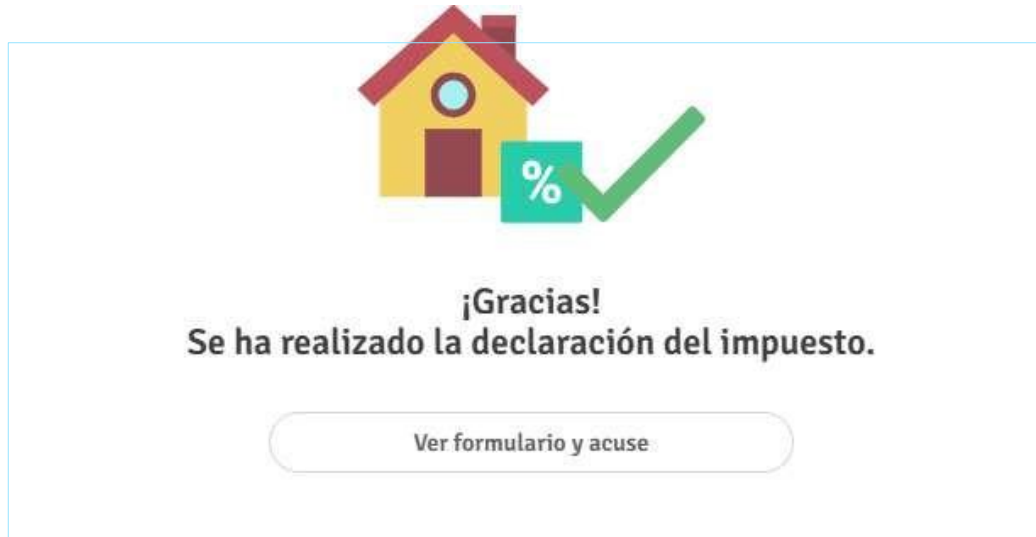 %
¡Gracias!
Se ha realizado la declaración del impuesto.
Ver formulario y acuse